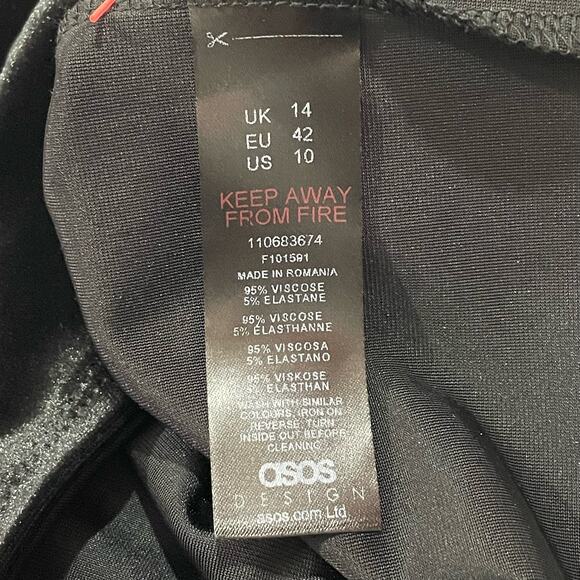 UK 14
EU 42
US 10
KEEP AWAY
FROM FIRE
110683674
F101591
MADE IN ROMANIA
95% VISCOSE
5% ELASTANE
95% VISCOSE
5% ELASTHANNE
95% VISCOSA
5% ELASTANO
95% VISKOSE
5% ELASTHAN
WASH WITH SIMILAR
COLOURS, IRON ON
REVERSE, TURN
INSIDE OUT BEFORE
CLEANING
asos
DESIGN
asos.com Ltd